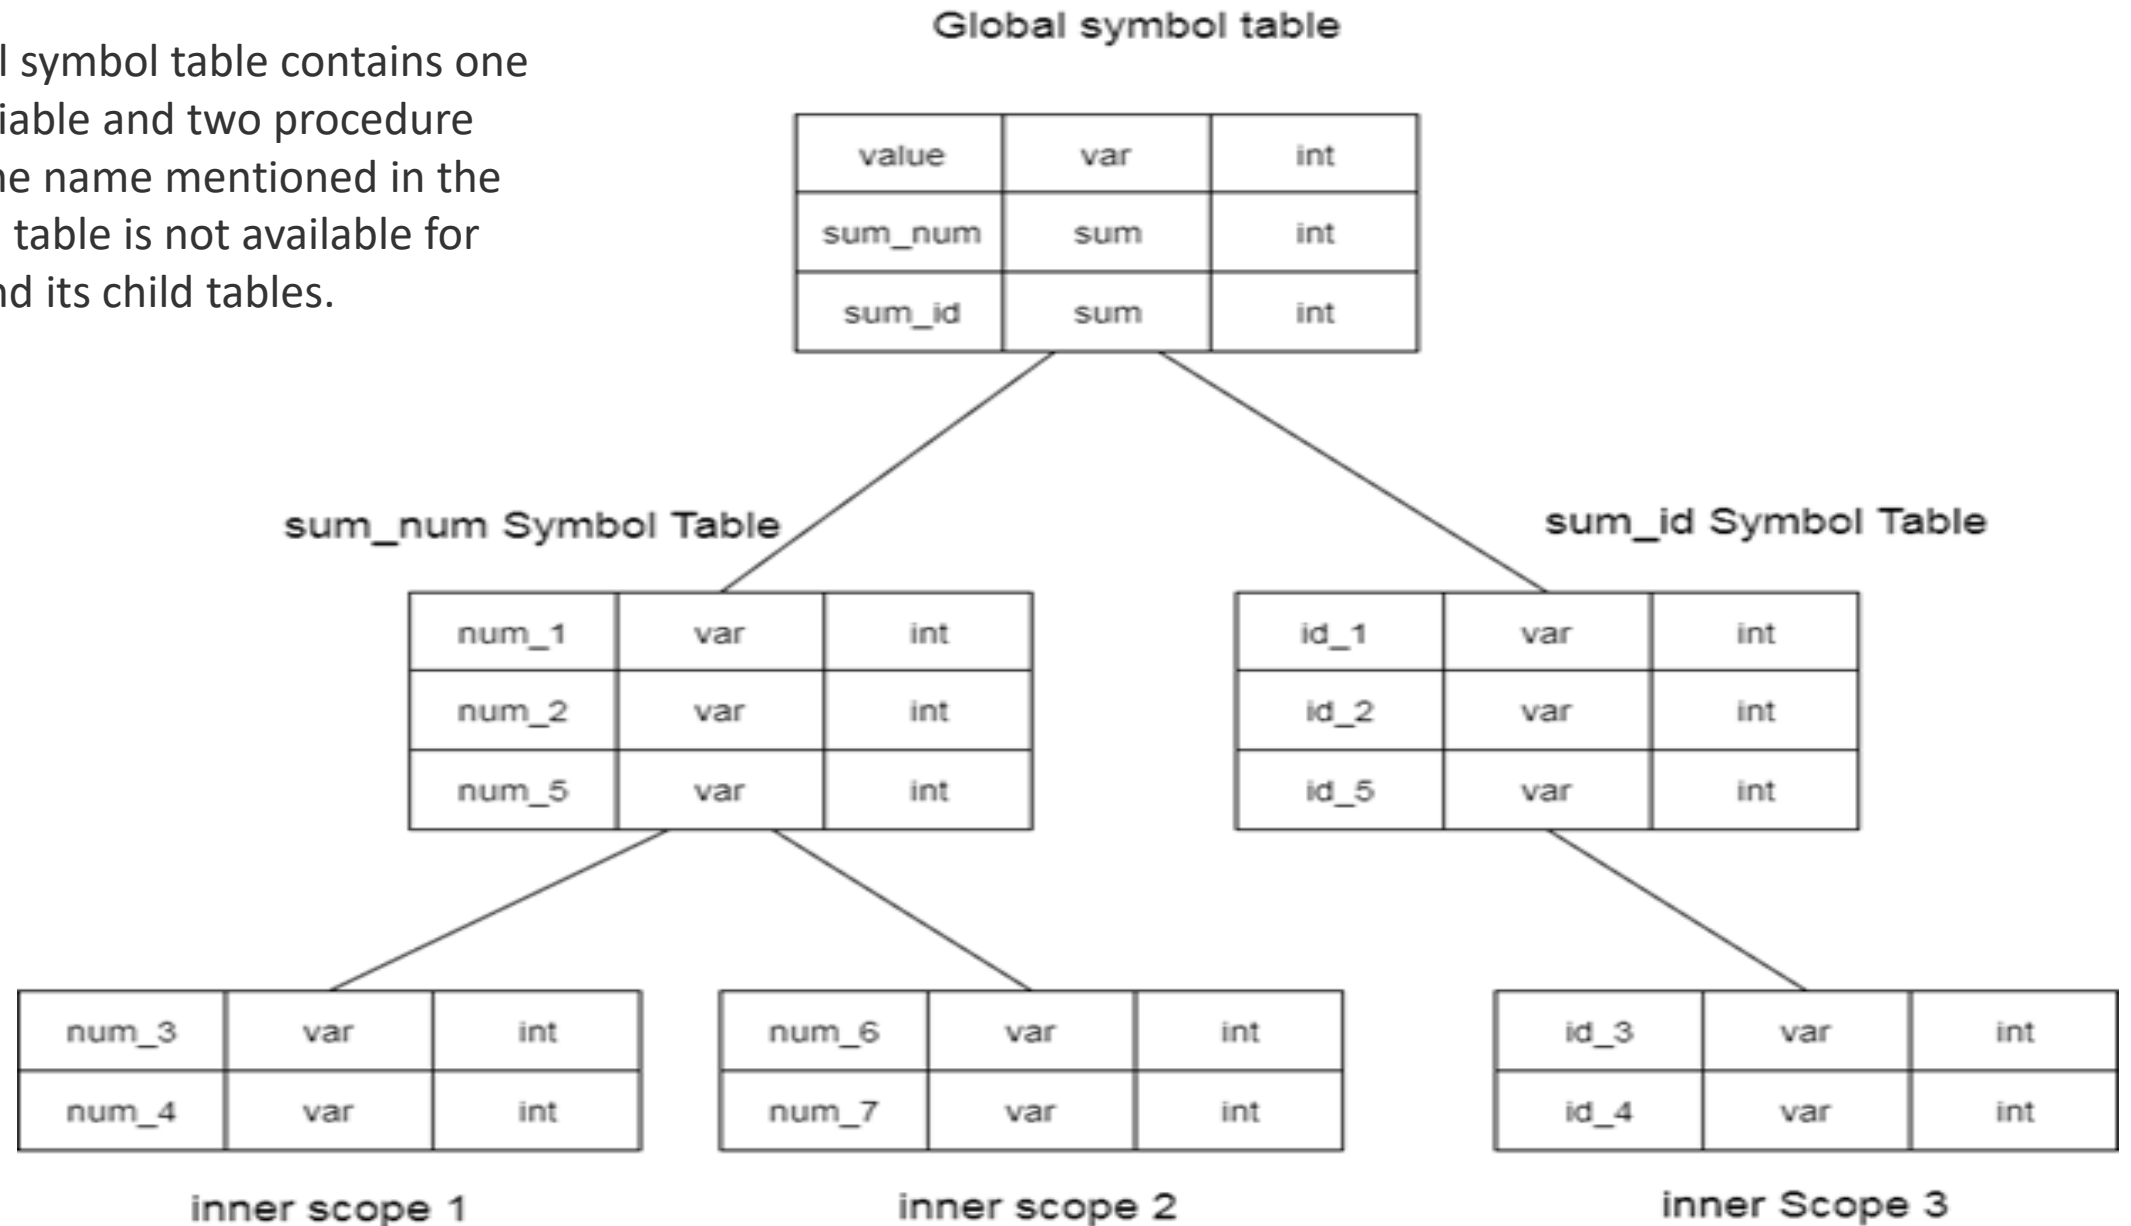 Global symbol table
l symbol table contains one
iable and two procedure
ne name mentioned in the
table is not available for
nd its child tables.
value var int
sum_num sum int
sum_id sum int
sum_num Symbol Table
sum_id Symbol Table
num_1 var int
num_2 var int
num_5 var int
id_1 var int
id_2 var int
id_5 var int
num_3 var int
num_4 var int
num_6 var int
num_7 var int
id_3 var int
id_4 var int
inner scope 1
inner scope 2
inner Scope 3